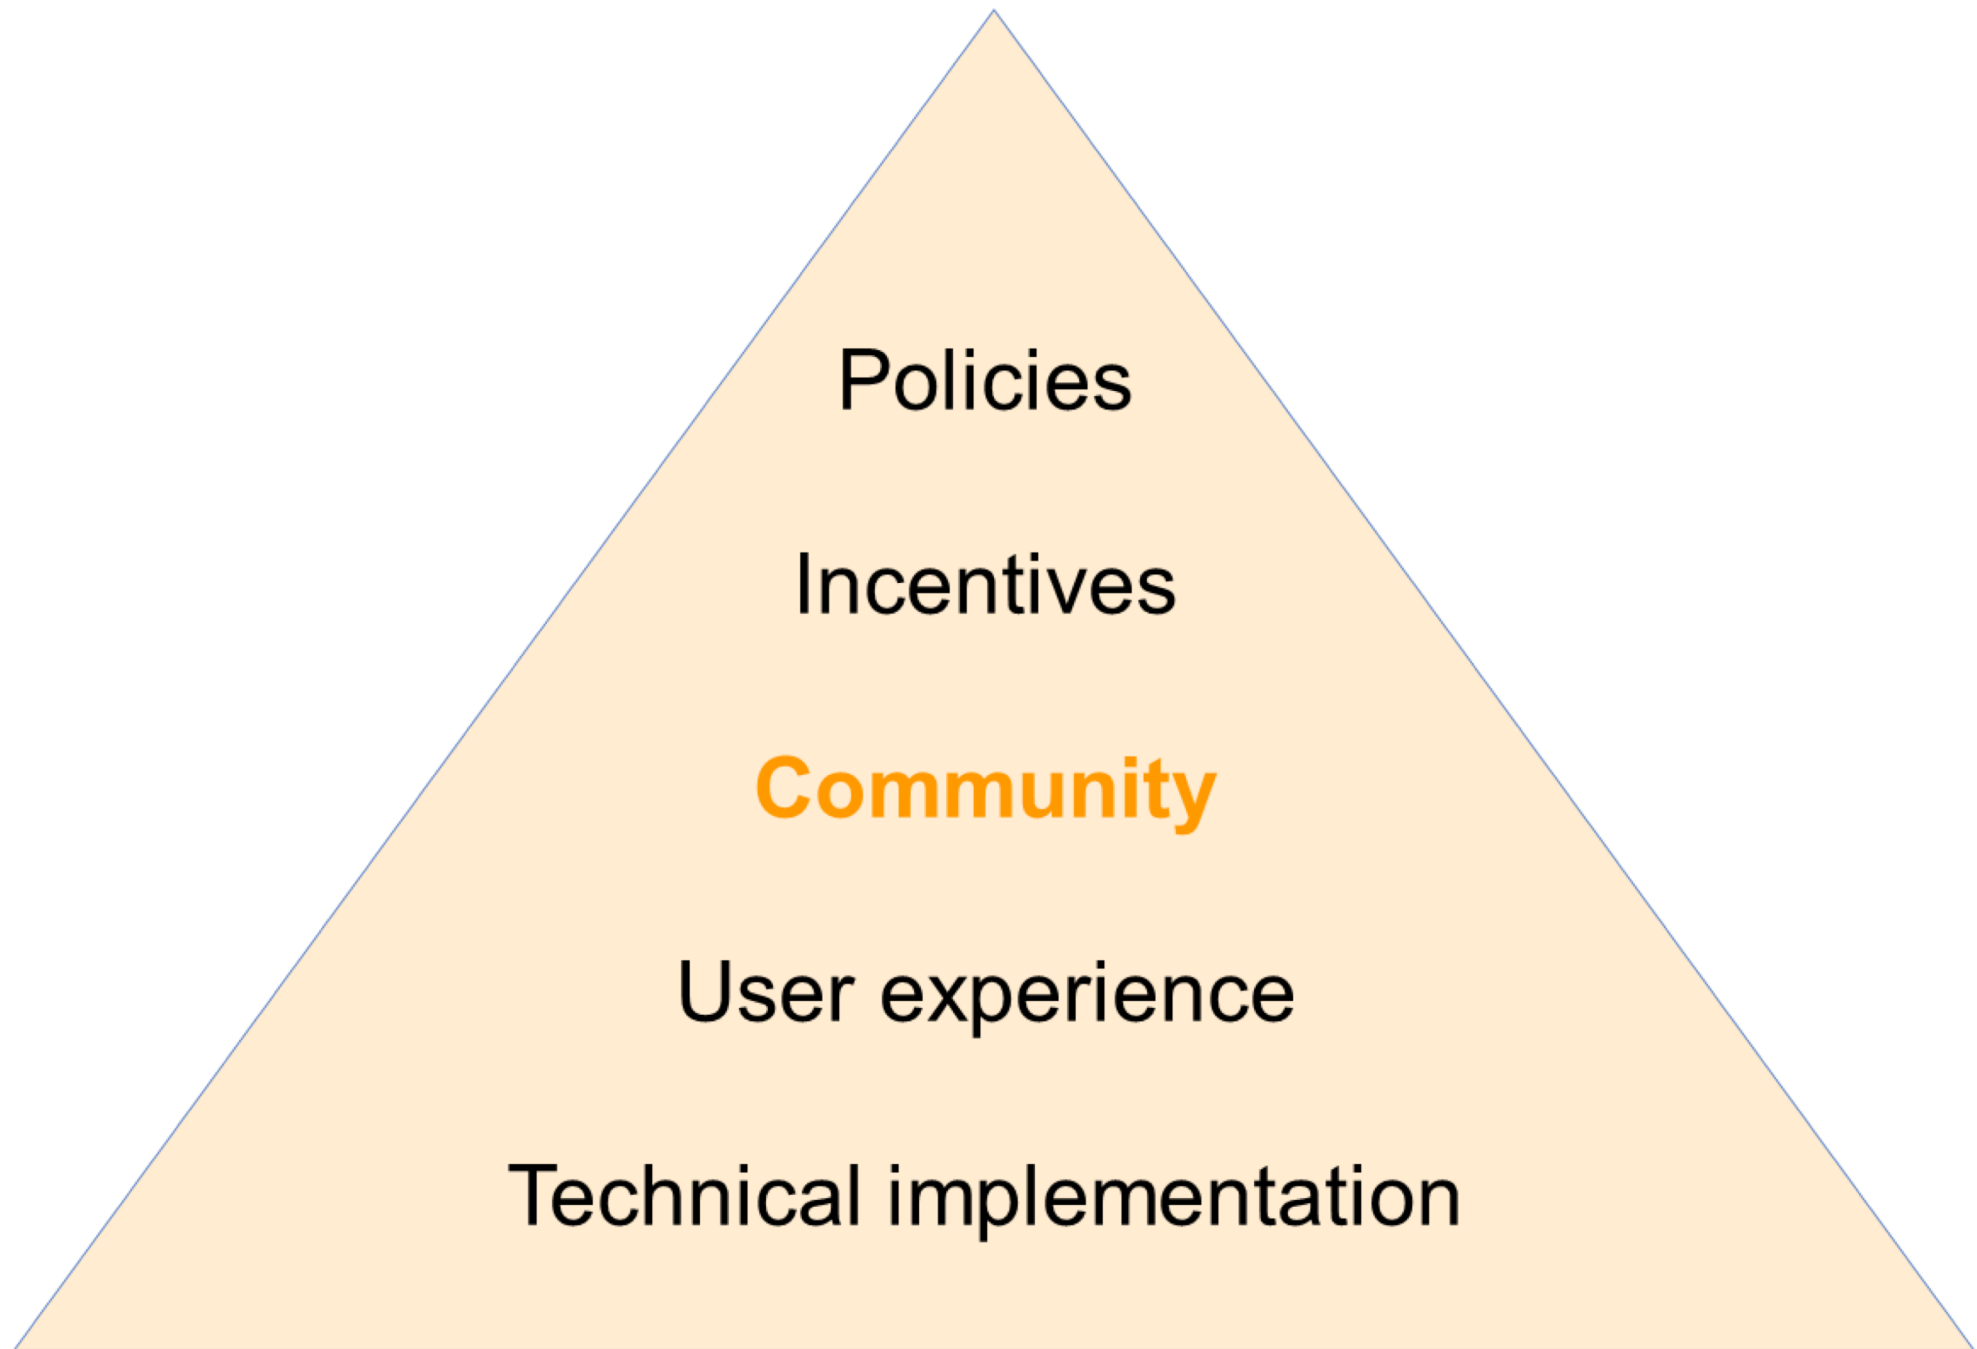 Policies
Incentives
Community
User experience
Technical implementation